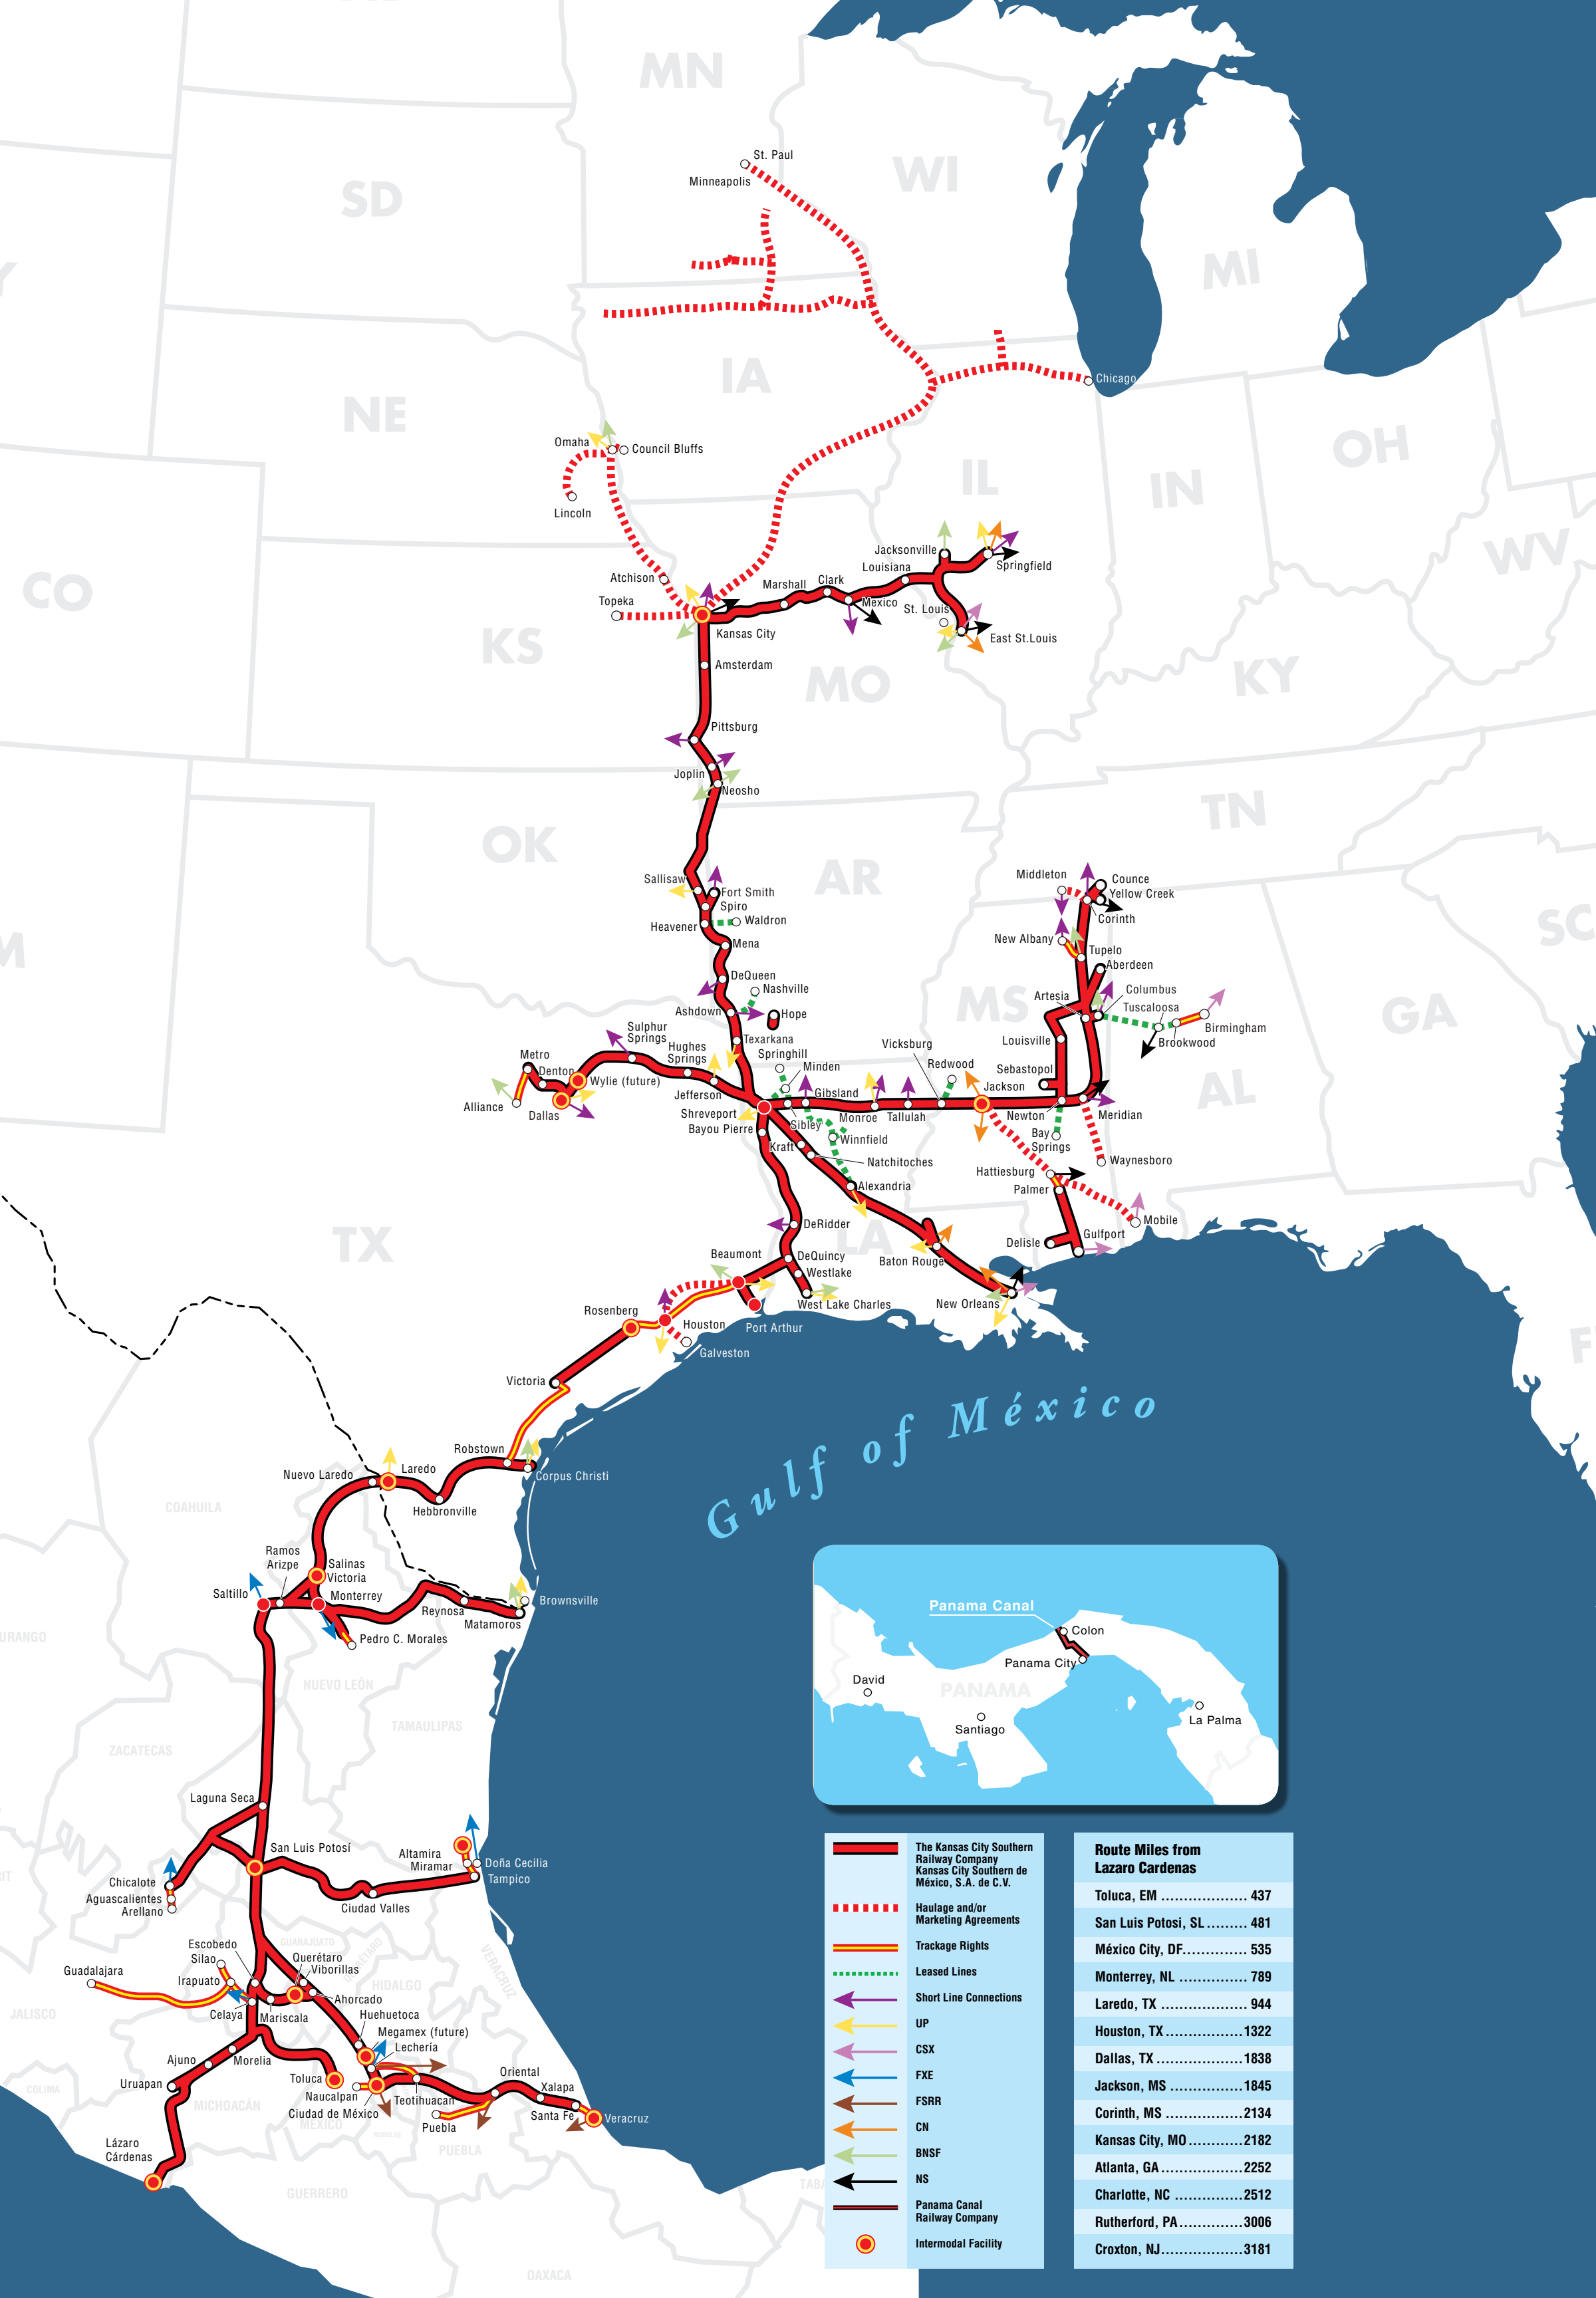 MN
St. Paul
Minneapolis
WI
SD
MI
IA
Chicago
NE
Omaha
Council Bluffs
Lincoln
IL
IN
OH
WV
CO
Jacksonville
Louisiana
Springfield
Atchison
Topeka
Marshall
Clark
México
St. Louis
East St.Louis
Kansas City
KS
Amsterdam
MO
KY
Pittsburg
Joplin
Neosho
OK
AR
TN
Sallisaw
Fort Smith
Spiro
Heavener
Waldron
Mena
DeQueen
Nashville
Ashdown
Hope
Texarkana
Middleton
Counce
Yellow Creek
Corinth
New Albany
Tupelo
Aberdeen
MS
Artesia
Columbus
Tuscaloosa
Birmingham
Brookwood
Louisville
Sebastopol
SC
GA
AL
Sulphur
Springs
Hughes
Springs
Metro
Denton
Wylie (future)
Alliance
Dallas
Jefferson
Springhill
Minden
Shreveport
Bayou Pierre
Sibley
Gibsland
Monroe
Tallulah
Vicksburg
Redwood
Jackson
Newton
Meridian
Bay
Springs
Winnfield
Kraft
Natchitoches
Alexandria
Hattiesburg
Palmer
Waynesboro
Mobile
Gulfport
Delisle
TX
LA
DeRidder
DeQuincy
Westlake
West Lake Charles
Baton Rouge
New Orleans
Beaumont
Port Arthur
Rosenberg
Houston
Galveston
Victoria
Gulf of México
Robstown
Corpus Christi
Nuevo Laredo
Laredo
Hebbronville
COAHUILA
Ramos
Arizpe
Salinas
Victoria
Saltillo
Monterrey
Reynosa
Matamoros
Brownsville
Pedro C. Morales
NUEVO LEÓN
TAMAULIPAS
ZACATECAS
Panama Canal
Colon
Panama City
David
PANAMA
Santiago
La Palma
Laguna Seca
San Luis Potosí
Altamira
Miramar
Doña Cecilia
Tampico
Ciudad Valles
Chicalote
Aguascalientes
Arellano
Escobedo
Silao
Guadalajara
Irapuato
GUANAJUATO
QUERÉTARO
Querétaro
Viborillas
HIDALGO
VERACRUZ
Celaya
Mariscala
Ahorcado
Huehuetoca
Megamex (future)
Lechería
JALISCO
Ajuno
Morelia
Uruapan
Toluca
Naucalpan
Ciudad de México
Teotihuacan
Puebla
Oriental
Xalapa
Santa Fe
Veracruz
COLIMA
MICHOACÁN
MÉXICO
PUEBLA
Lázaro
Cárdenas
GUERRERO
OAXACA
The Kansas City Southern
Railway Company
Kansas City Southern de
México, S.A. de C.V.
Haulage and/or
Marketing Agreements
Trackage Rights
Leased Lines
Short Line Connections
UP
CSX
FXE
FSRR
CN
BNSF
NS
Panama Canal
Railway Company
Intermodal Facility
Route Miles from
Lazaro Cardenas
Toluca, EM ................... 437
San Luis Potosi, SL ......... 481
México City, DF.............. 535
Monterrey, NL ............... 789
Laredo, TX ................... 944
Houston, TX .................1322
Dallas, TX ...................1838
Jackson, MS ................1845
Corinth, MS ..................2134
Kansas City, MO............2182
Atlanta, GA ..................2252
Charlotte, NC ...............2512
Rutherford, PA..............3006
Croxton, NJ..................3181